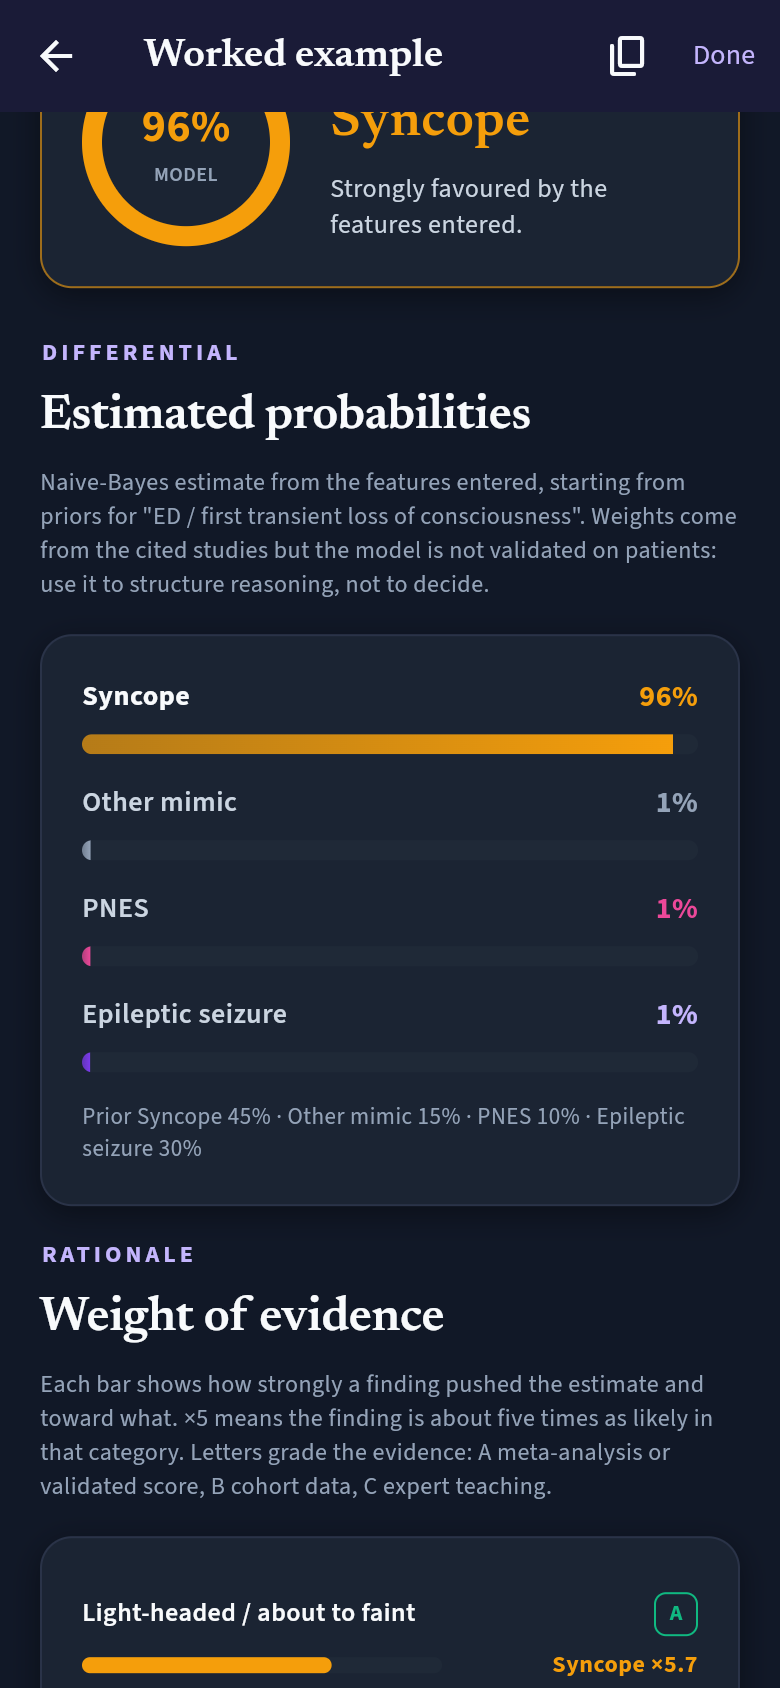 Worked example
Done
96%
MODEL
Syncope
Strongly favoured by the
features entered.
DIFFERENTIAL
Estimated probabilities
Naive-Bayes estimate from the features entered, starting from
priors for "ED / first transient loss of consciousness". Weights come
from the cited studies but the model is not validated on patients:
use it to structure reasoning, not to decide.
Syncope 96%
Other mimic 1%
PNES 1%
Epileptic seizure 1%
Prior Syncope 45% · Other mimic 15% · PNES 10% · Epileptic
seizure 30%
RATIONALE
Weight of evidence
Each bar shows how strongly a finding pushed the estimate and
toward what. ×5 means the finding is about five times as likely in
that category. Letters grade the evidence: A meta-analysis or
validated score, B cohort data, C expert teaching.
Light-headed / about to faint A
Syncope ×5.7